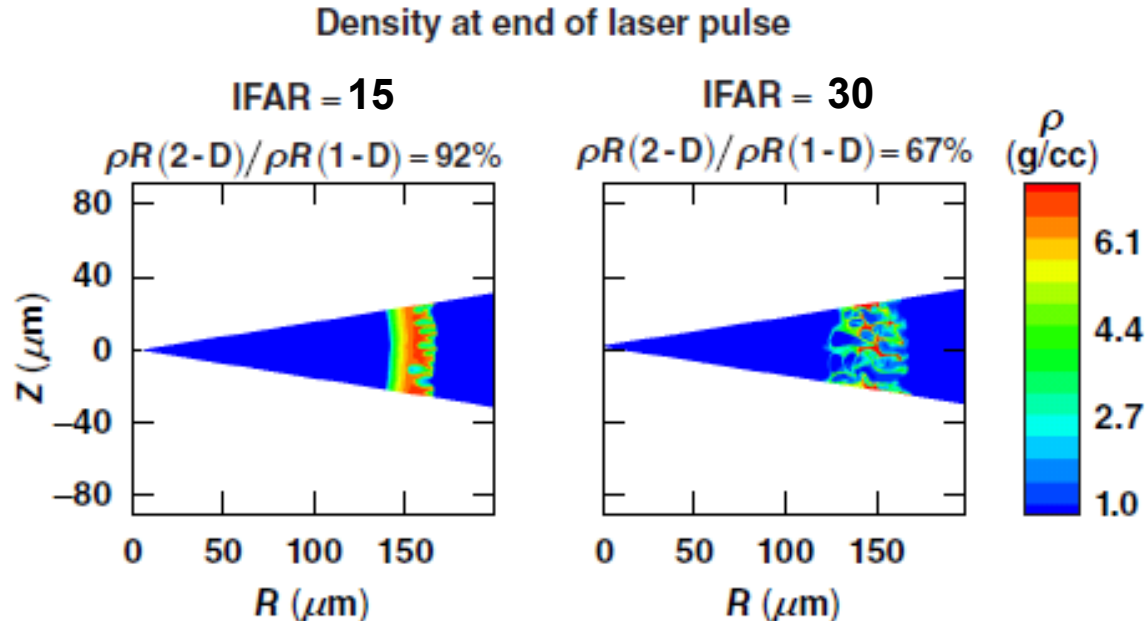 Density at end of laser pulse
IFAR = 15
ρR(2-D)/ρR(1-D) = 92%
IFAR = 30
ρR(2-D)/ρR(1-D) = 67%
ρ
(g/cc)
80
40
0
–40
–80
Z (μm)
0 50 100 150
R (μm)
0 50 100 150
R (μm)
6.1
4.4
2.7
1.0